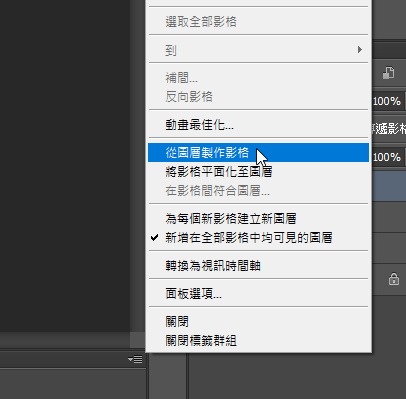 選取全部影格
到
補間...
反向影格
100%
動畫最佳化...
遞影格
從圖層製作影格
100%
將影格平面化至圖層
在影格間符合圖層...
為每個新影格建立新圖層
新增在全部影格中均可見的圖層
轉換為視訊時間軸
面板選項...
關閉
關閉標籤群組